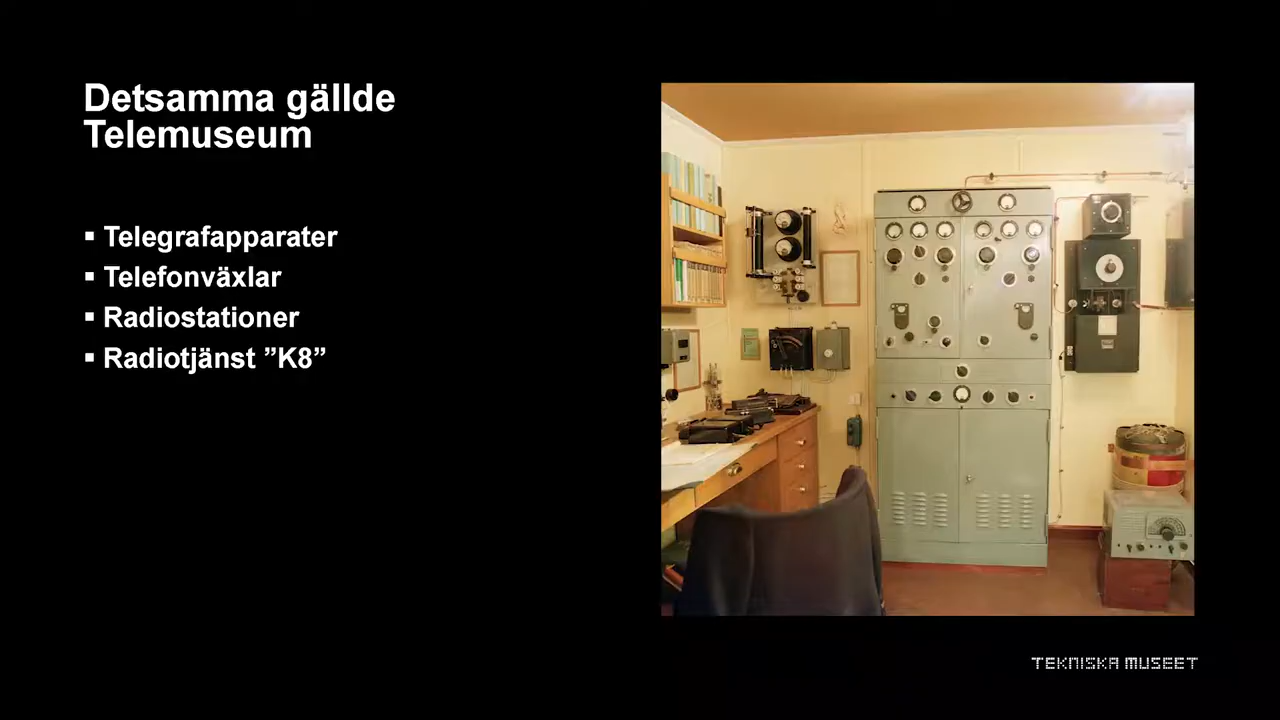 Detsamma gällde
Telemuseum
▪ Telegrafapparater
▪ Telefonväxlar
▪ Radiostationer
▪ Radiotjänst ”K8”
TEKNISKA MUSEET